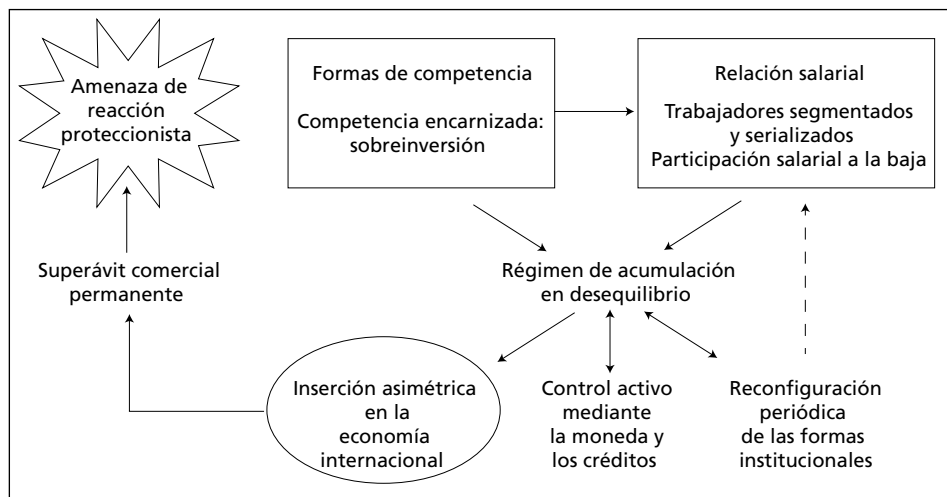 Amenaza de
reacción
proteccionista
Formas de competencia
Competencia encarnizada:
sobreinversión
Relación salarial
Trabajadores segmentados
y serializados
Participación salarial a la baja
Superávit comercial
permanente
Régimen de acumulación
en desequilibrio
Inserción asimétrica
en la
economía
internacional
Control activo
mediante
la moneda y
los créditos
Reconfiguración
periódica
de las formas
institucionales